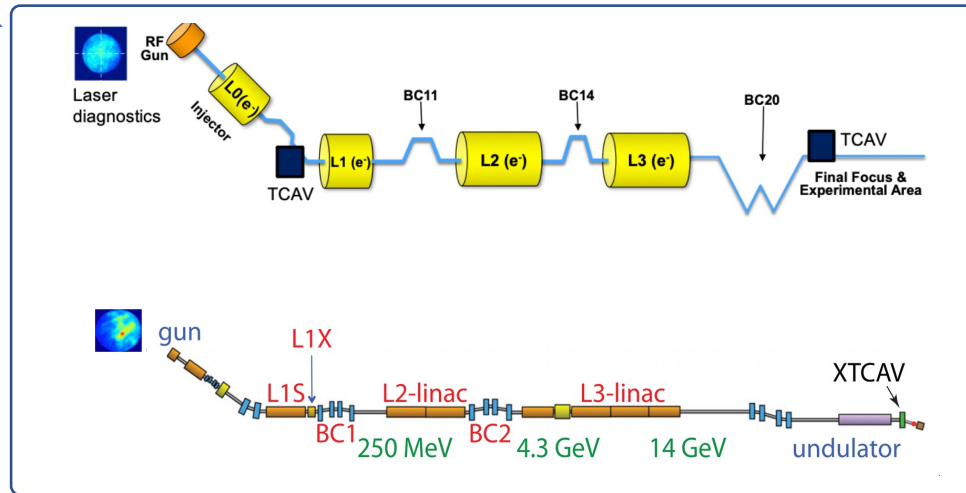 RF
Gun
Laser
diagnostics
L0(e-)
Injector
TCAV
L1 (e-)
BC11
L2 (e-)
BC14
L3 (e-)
BC20
TCAV
Final Focus &
Experimental Area
gun
L1X
L1S
BC1
L2-linac
250 MeV
BC2
4.3 GeV
L3-linac
14 GeV
undulator
XTCAV